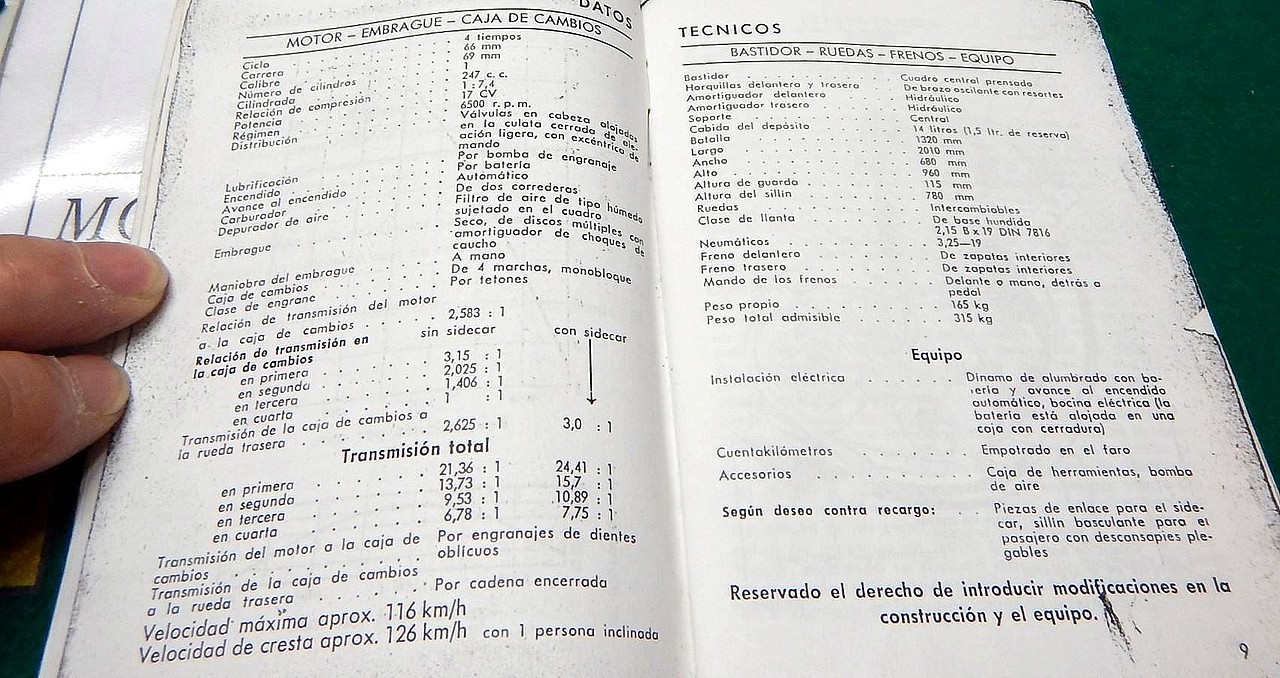 MO
DATOS
MOTOR – EMBRAGUE – CAJA DE CAMBIOS
Ciclo . . . 4 tiempos
Carrera . . . 66 mm
Calibre . . . 69 mm
Número de cilindros . . . 1
Cilindrada . . . 247 c. c.
Relación de compresión . . . 1 :7,4
Potencia . . . 17 CV
Régimen . . . 6500 r. p. m.
Distribución . . . Válvulas en cabeza alojadas
en la culata cerrada de ale-
ación ligera, con excéntrica de
mando
Lubrificación . . . Por bomba de engranaje
Encendido . . . Por batería
Avance al encendido . . . Automático
Carburador . . . De dos correderas
Depurador de aire . . . Filtro de aire de tipo húmedo
sujetado en el cuadro
Embrague . . . Seco, de discos múltiples con
amortiguador de choques de
caucho
Maniobra del embrague . . . A mano
Caja de cambios . . . De 4 marchas, monobloque
Clase de engrane . . . Por tetones
Relación de transmisión del motor
a la caja de cambios . . . 2,583 : 1
Relación de transmisión en sin sidecar con sidecar
la caja de cambios
en primera . . . 3,15 : 1
en segunda . . . 2,025 : 1
en tercera . . . 1,406 : 1
en cuarta . . . 1 : 1
Transmisión de la caja de cambios a
la rueda trasera . . . 2,625 : 1 3,0 : 1
Transmisión total
en primera . . . 21,36 : 1 24,41 : 1
en segunda . . . 13,73 : 1 15,7 : 1
en tercera . . . 9,53 : 1 10,89 : 1
en cuarta . . . 6,78 : 1 7,75 : 1
Transmisión del motor a la caja de Por engranajes de dientes
cambios . . . oblícuos
Transmisión de la caja de cambios
a la rueda trasera . . . Por cadena encerrada
Velocidad máxima aprox. 116 km/h
Velocidad de cresta aprox. 126 km/h con 1 persona inclinada
TECNICOS
BASTIDOR – RUEDAS – FRENOS – EQUIPO
Bastidor . . . Cuadro central prensado
Horquillas delantera y trasera De brazo oscilante con resortes
Amortiguador delantero . . . Hidráulico
Amortiguador trasero . . . Hidráulico
Soporte . . . Central
Cabida del depósito . . . 14 litros (1,5 ltr. de reserva)
Batalla . . . 1320 mm
Largo . . . 2010 mm
Ancho . . . 680 mm
Alto . . . 960 mm
Altura de guarda . . . 115 mm
Altura del sillin . . . 780 mm
Ruedas . . . Intercambiables
Clase de llanta . . . De base hundida
2,15 B x 19 DIN 7816
Neumáticos . . . 3,25—19
Freno delantero . . . De zapatas interiores
Freno trasero . . . De zapatas interiores
Mando de los frenos . . . Delante a mano, detrás a
pedal
Peso propio . . . 165 kg
Peso total admisible . . . 315 kg
Equipo
Instalación eléctrica . . . Dínamo de alumbrado con ba-
tería y avance al encendido
automático, bocina eléctrica (la
batería está alojada en una
caja con cerradura)
Cuentakilómetros . . . Empotrado en el faro
Accesorios . . . Caja de herramientas, bomba
de aire
Según deseo contra recargo: . . Piezas de enlace para el side-
car, sillin basculante para el
pasajero con descansapies ple-
gables
Reservado el derecho de introducir modificaciones en la
construcción y el equipo.
9